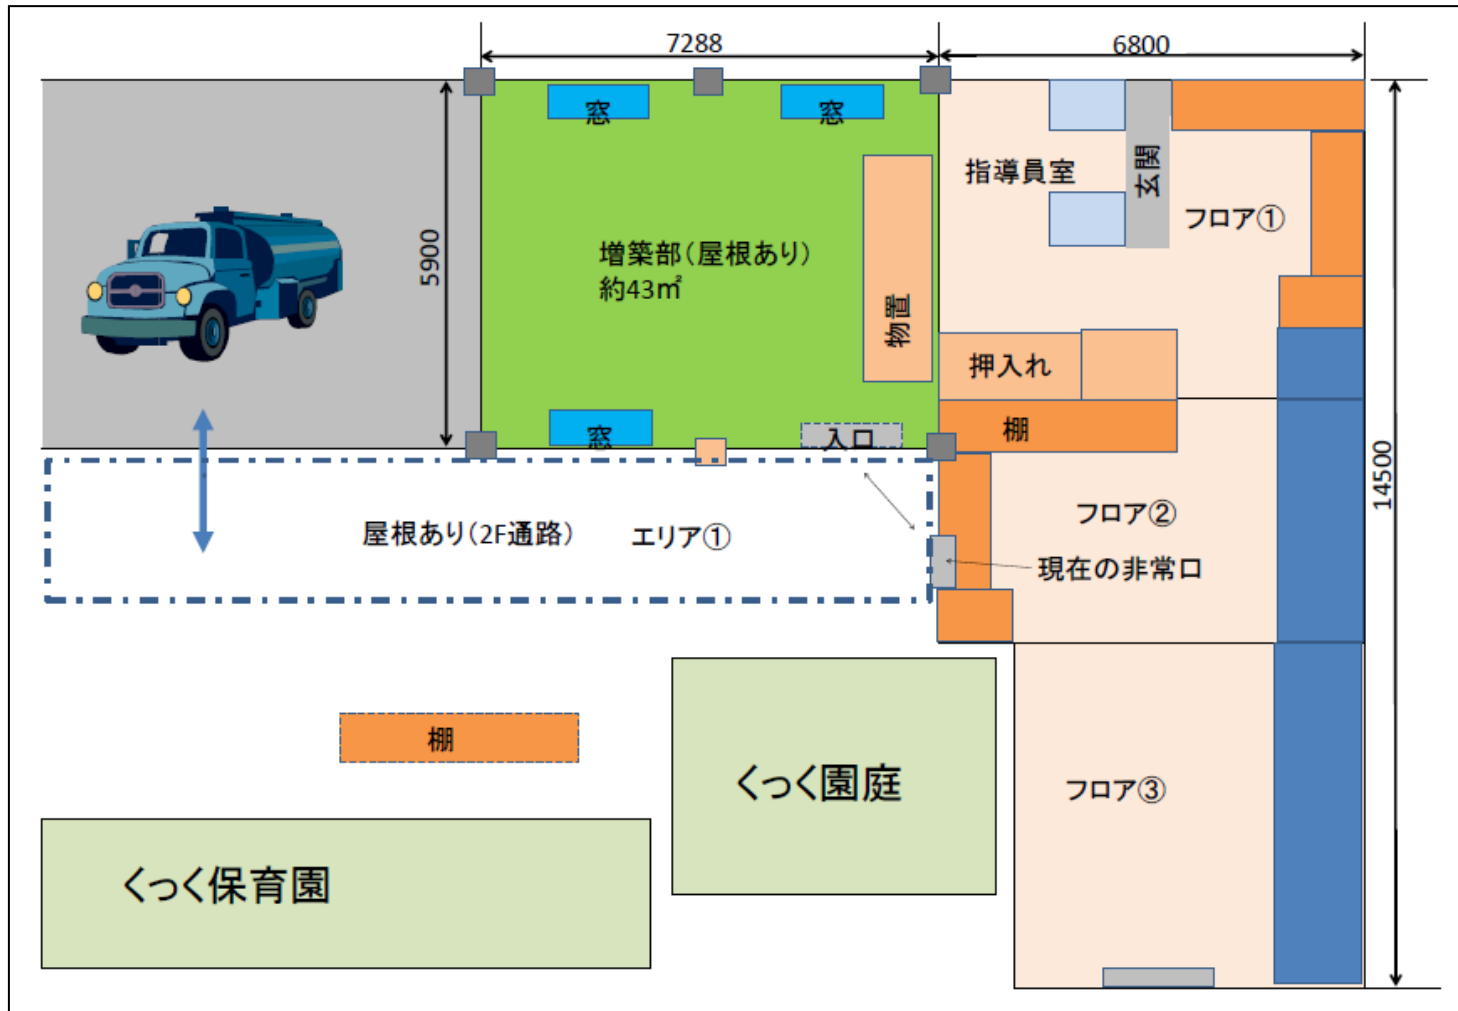 7288
6800
窓
窓
指導員室
玄関
フロア①
5900
増築部（屋根あり）
約43㎡
物置
押入れ
棚
窓
入口
14500
屋根あり（2F通路）
エリア①
フロア②
現在の非常口
棚
くっく園庭
フロア③
くっく保育園